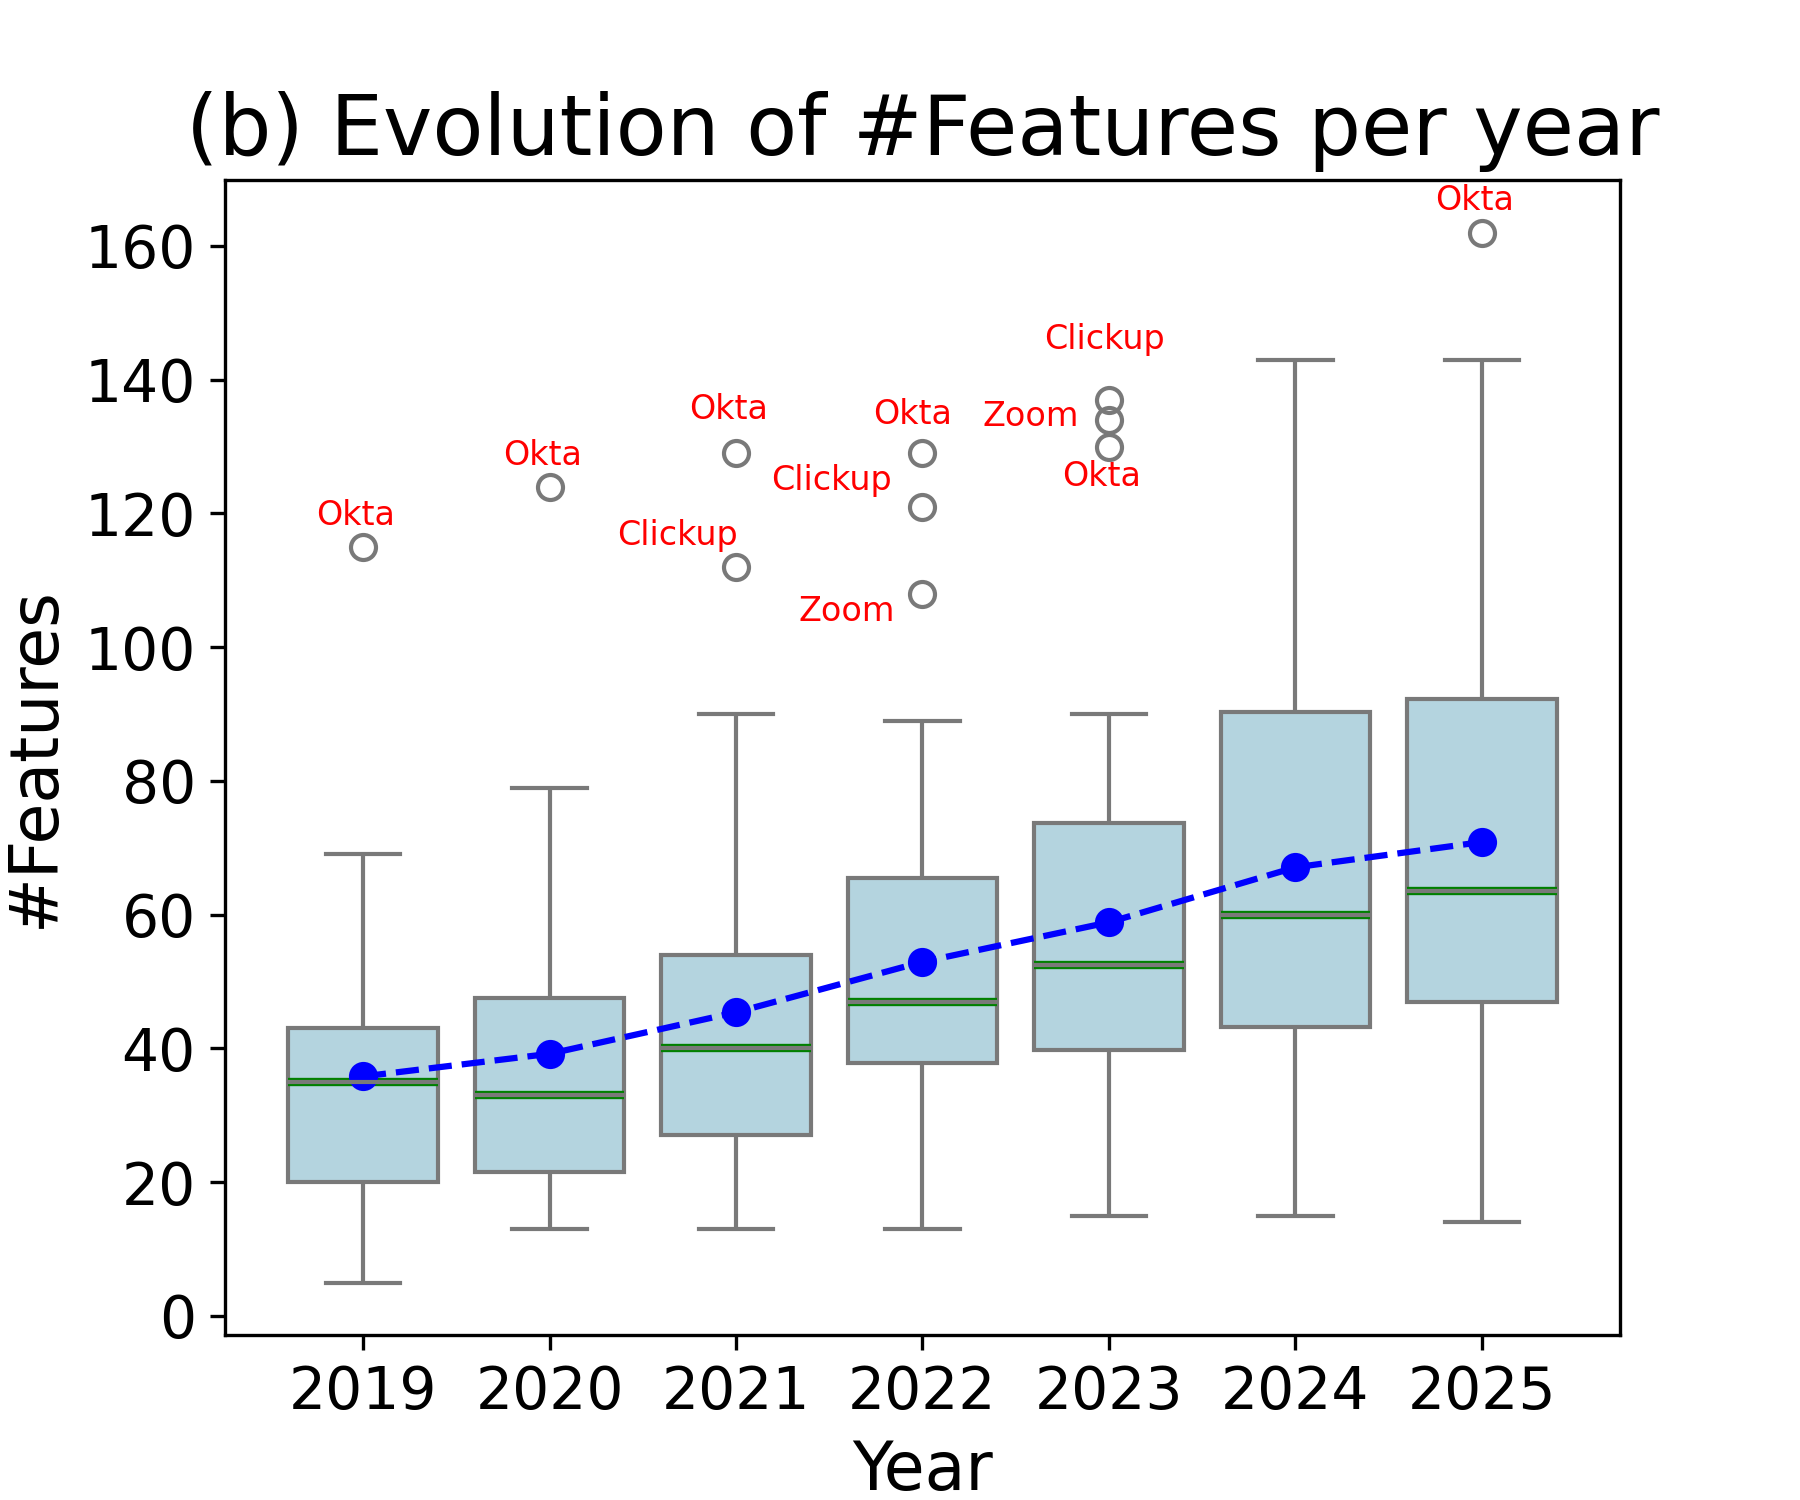 (b) Evolution of #Features per year
#Features
160
140
120
100
80
60
40
20
0
Okta
Okta
Okta
Clickup
Okta
Clickup
Zoom
Clickup
Zoom
Okta
Okta
2019 2020 2021 2022 2023 2024 2025
Year